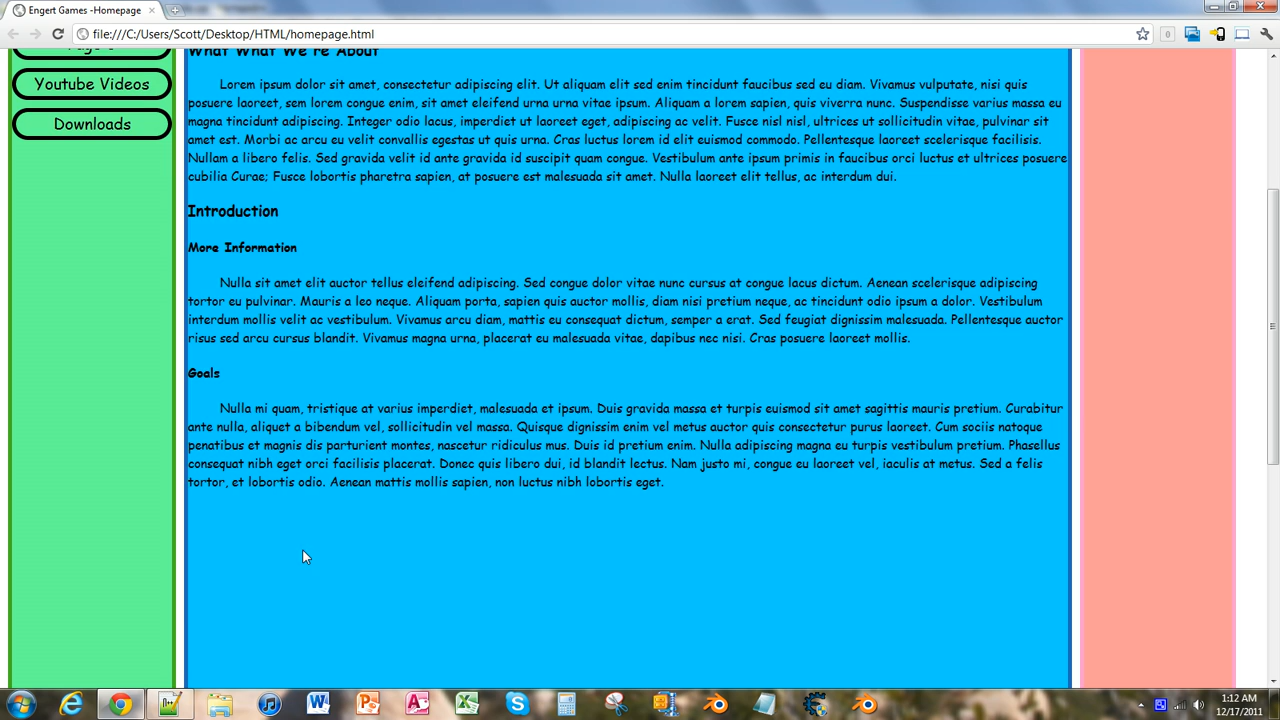 Engert Games -Homepage
file:///C:/Users/Scott/Desktop/HTML/homepage.html
What What We're About
Youtube Videos
Downloads
Lorem ipsum dolor sit amet, consectetur adipiscing elit. Ut aliquam elit sed enim tincidunt faucibus sed eu diam. Vivamus vulputate, nisi quis
posuere laoreet, sem lorem congue enim, sit amet eleifend urna urna vitae ipsum. Aliquam a lorem sapien, quis viverra nunc. Suspendisse varius massa eu
magna tincidunt adipiscing. Integer odio lacus, imperdiet ut laoreet eget, adipiscing ac velit. Fusce nisl nisl, ultrices ut sollicitudin vitae, pulvinar sit
amet est. Morbi ac arcu eu velit convallis egestas ut quis urna. Cras luctus lorem id elit euismod commodo. Pellentesque laoreet scelerisque facilisis.
Nullam a libero felis. Sed gravida velit id ante gravida id suscipit quam congue. Vestibulum ante ipsum primis in faucibus orci luctus et ultrices posuere
cubilia Curae; Fusce lobortis pharetra sapien, at posuere est malesuada sit amet. Nulla laoreet elit tellus, ac interdum dui.
Introduction
More Information
Nulla sit amet elit auctor tellus eleifend adipiscing. Sed congue dolor vitae nunc cursus at congue lacus dictum. Aenean scelerisque adipiscing
tortor eu pulvinar. Mauris a leo neque. Aliquam porta, sapien quis auctor mollis, diam nisi pretium neque, ac tincidunt odio ipsum a dolor. Vestibulum
interdum mollis velit ac vestibulum. Vivamus arcu diam, mattis eu consequat dictum, semper a erat. Sed feugiat dignissim malesuada. Pellentesque auctor
risus sed arcu cursus blandit. Vivamus magna urna, placerat eu malesuada vitae, dapibus nec nisi. Cras posuere laoreet mollis.
Goals
Nulla mi quam, tristique at varius imperdiet, malesuada et ipsum. Duis gravida massa et turpis euismod sit amet sagittis mauris pretium. Curabitur
ante nulla, aliquet a bibendum vel, sollicitudin vel massa. Quisque dignissim enim vel metus auctor quis consectetur purus laoreet. Cum sociis natoque
penatibus et magnis dis parturient montes, nascetur ridiculus mus. Duis id pretium enim. Nulla adipiscing magna eu turpis vestibulum pretium. Phasellus
consequat nibh eget orci facilisis placerat. Donec quis libero dui, id blandit lectus. Nam justo mi, congue eu laoreet vel, iaculis at metus. Sed a felis
tortor, et lobortis odio. Aenean mattis mollis sapien, non luctus nibh lobortis eget.
1:12 AM
12/17/2011